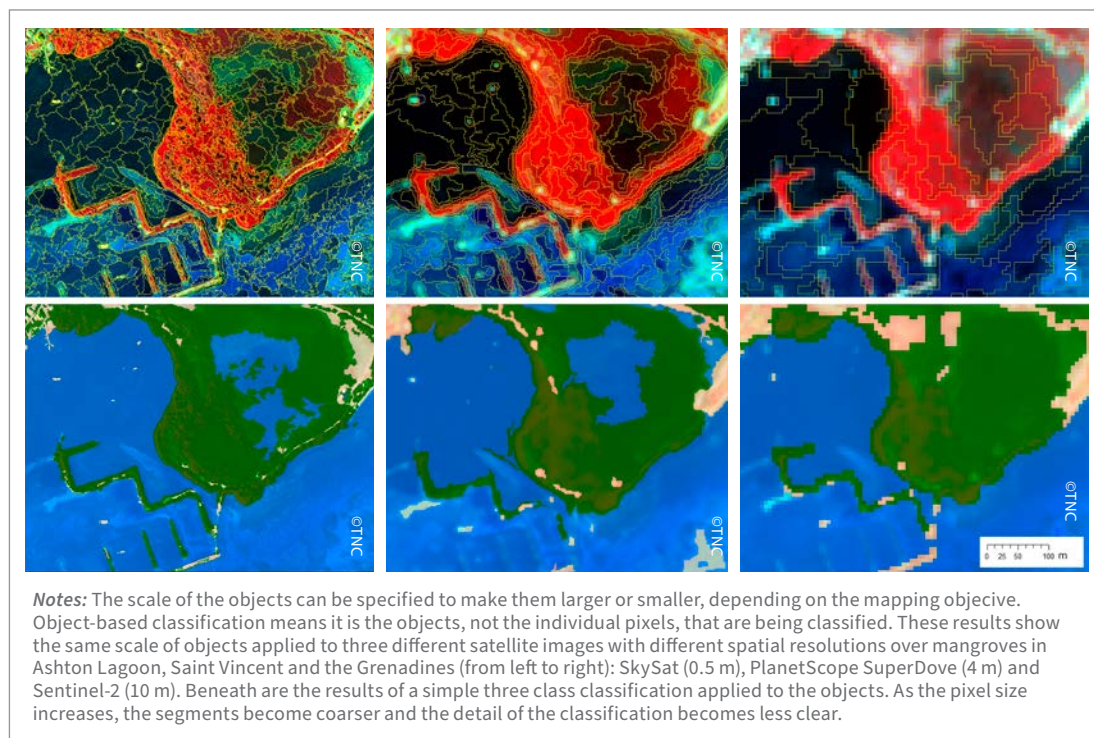 ©TNC
©TNC
©TNC
©TNC
©TNC
©TNC
0 25 50 100 m
Notes: The scale of the objects can be specified to make them larger or smaller, depending on the mapping objecive.
Object-based classification means it is the objects, not the individual pixels, that are being classified. These results show
the same scale of objects applied to three different satellite images with different spatial resolutions over mangroves in
Ashton Lagoon, Saint Vincent and the Grenadines (from left to right): SkySat (0.5 m), PlanetScope SuperDove (4 m) and
Sentinel-2 (10 m). Beneath are the results of a simple three class classification applied to the objects. As the pixel size
increases, the segments become coarser and the detail of the classification becomes less clear.